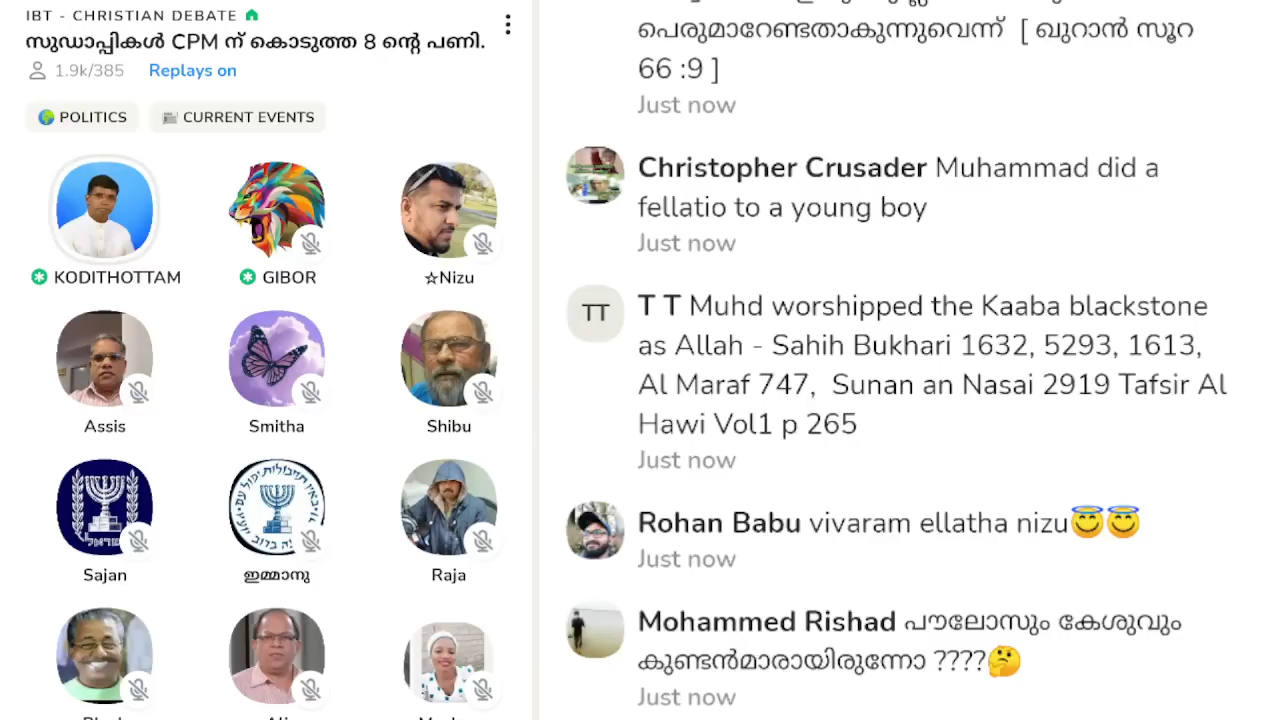 IBT - CHRISTIAN DEBATE
സുഡാപ്പികൾ CPM ന് കൊടുത്ത 8 ന്റെ പണി.
1.9k/385 Replays on
POLITICS CURRENT EVENTS
KODITHOTTAM GIBOR ☆Nizu
Assis Smitha Shibu
Sajan ഇമ്മാനു Raja
പെരുമാറേണ്ടതാകുന്നുവെന്ന് [ ഖുറാൻ സൂറ
66 :9 ]
Just now
Christopher Crusader Muhammad did a
fellatio to a young boy
Just now
TT
T T Muhd worshipped the Kaaba blackstone
as Allah - Sahih Bukhari 1632, 5293, 1613,
Al Maraf 747, Sunan an Nasai 2919 Tafsir Al
Hawi Vol1 p 265
Just now
Rohan Babu vivaram ellatha nizu😇😇
Just now
Mohammed Rishad പൗലോസും കേശുവും
കുണ്ടൻമാരായിരുന്നോ ????🤔
Just now